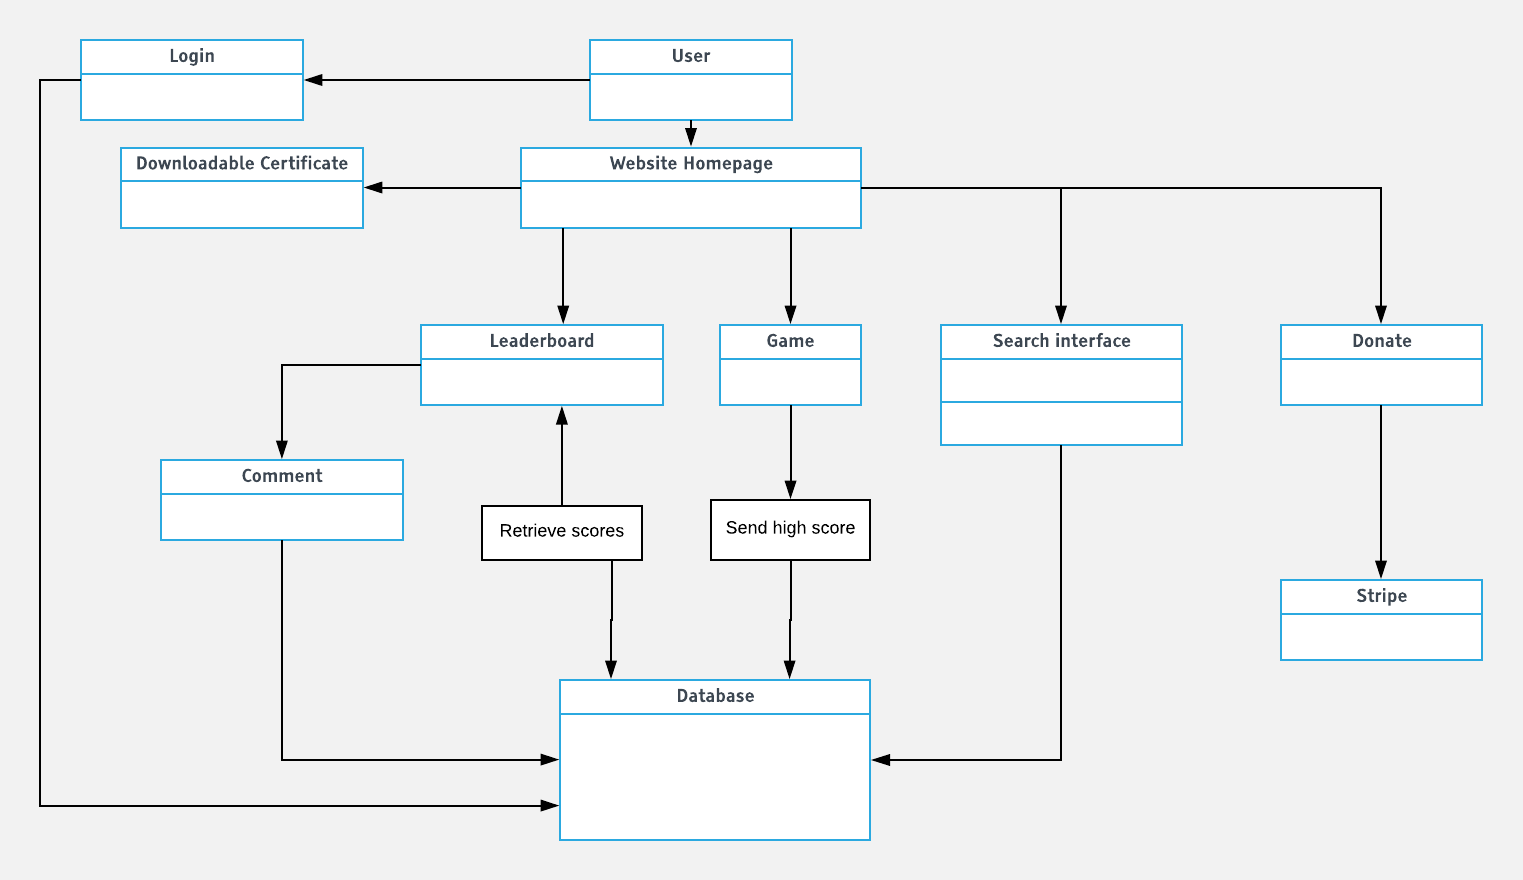 Login
User
Downloadable Certificate
Website Homepage
Leaderboard
Game
Search interface
Donate
Comment
Retrieve scores
Send high score
Stripe
Database